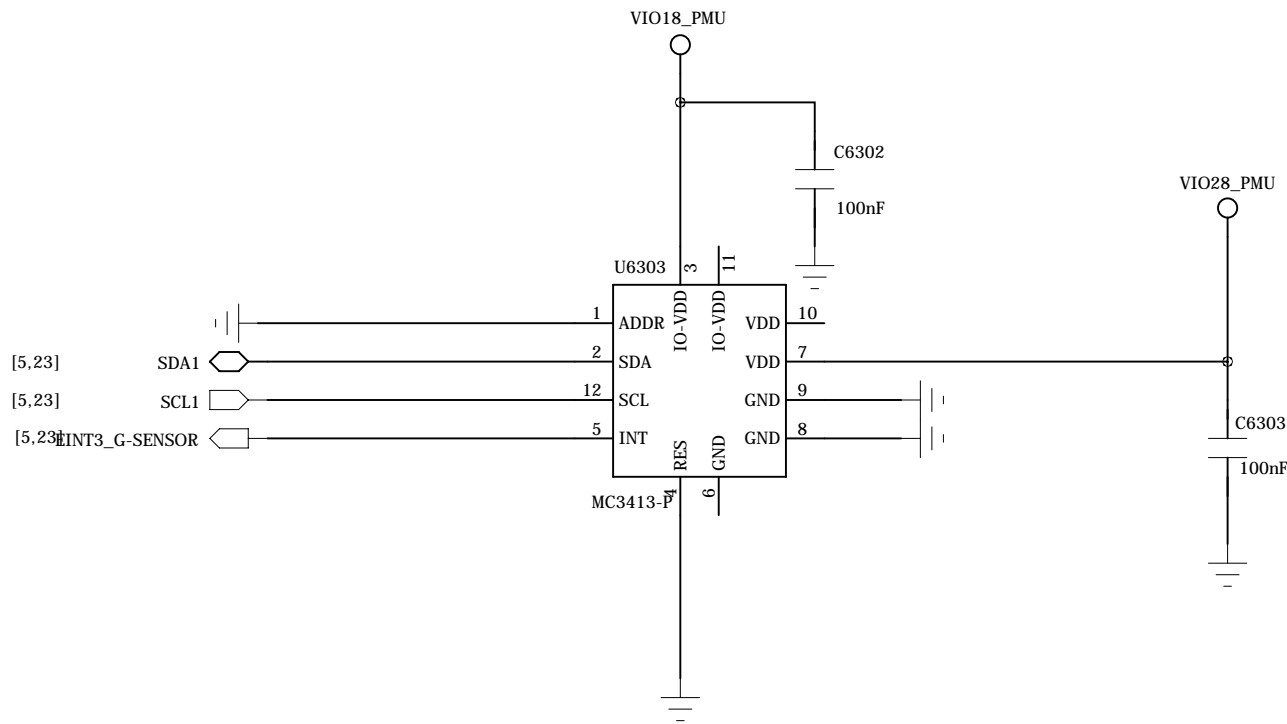 VIO18_PMU
C6302
100nF
VIO28_PMU
U6303
3
11
IO-VDD
IO-VDD
1 ADDR
VDD 10
[5,23] SDA1
2 SDA
VDD 7
[5,23] SCL1
12 SCL
GND 9
[5,23] EINT3_G-SENSOR
5 INT
GND 8
RES
GND
C6303
100nF
MC3413-P
4
6